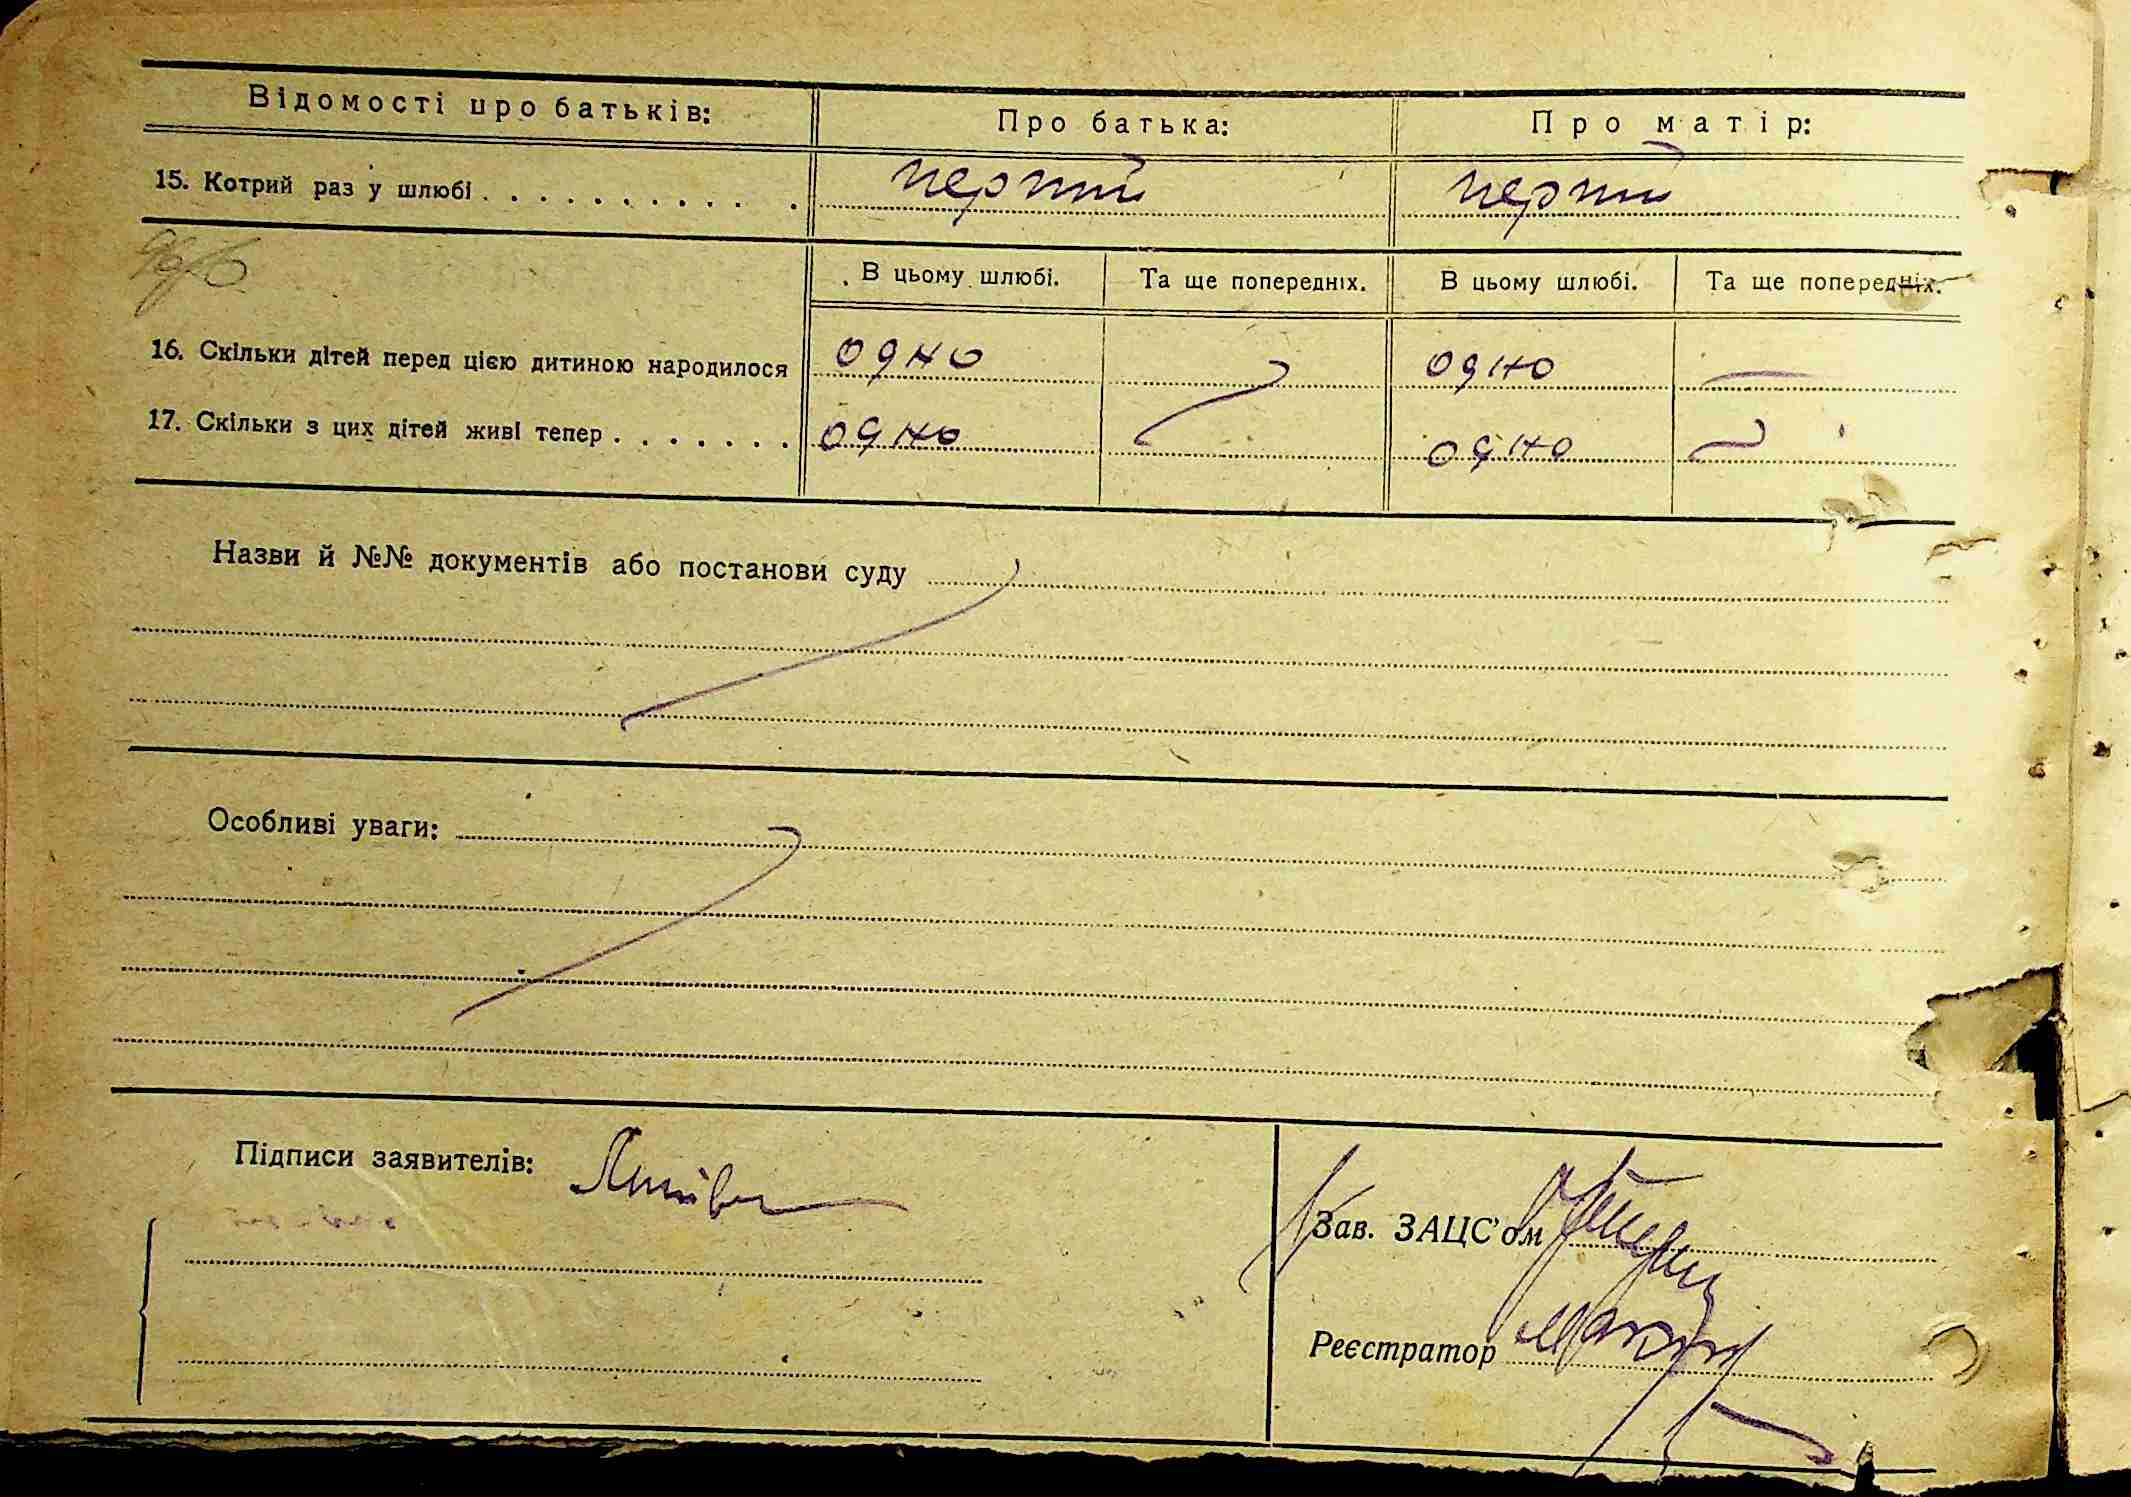 Відомості про батьків: Про батька: Про матір:
15. Котрий раз у шлюбі перший перший
В цьому шлюбі. Та ще попередніх. В цьому шлюбі. Та ще попередніх.
16. Скільки дітей перед цією дитиною народилося одно одно —
17. Скільки з цих дітей живі тепер одно одно
Назви й №№ документів або постанови суду
Особливі уваги:
Підписи заявителів:
Зав. ЗАЦС'ом
Реєстратор